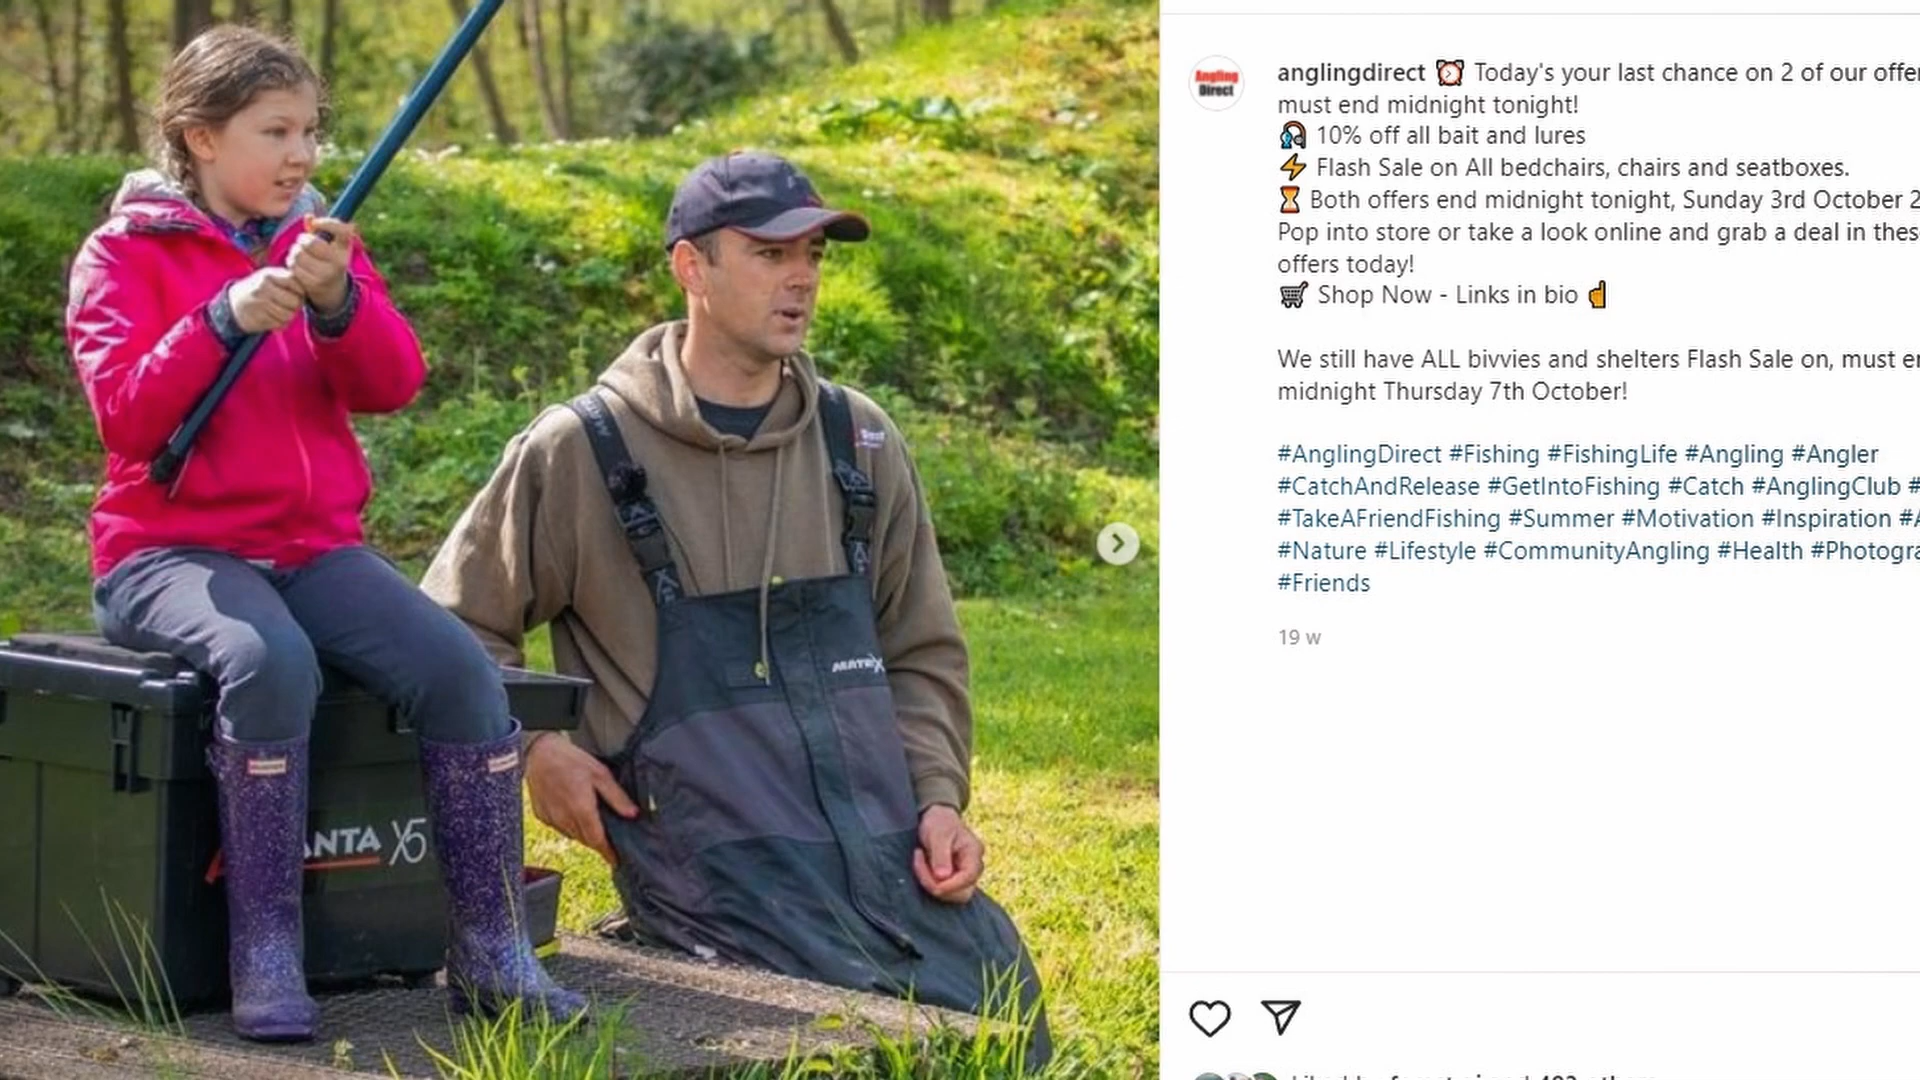 Angling
Direct
anglingdirect ⏰ Today's your last chance on 2 of our
must end midnight tonight!
🎣 10% off all bait and lures
⚡ Flash Sale on All bedchairs, chairs and seatboxes.
⏳ Both offers end midnight tonight, Sunday 3rd October
Pop into store or take a look online and grab a deal in
offers today!
🛒 Shop Now - Links in bio ☝
We still have ALL bivvies and shelters Flash Sale on, must
midnight Thursday 7th October!
#AnglingDirect #Fishing #FishingLife #Angling #Angler
#CatchAndRelease #GetIntoFishing #Catch #AnglingClub #
#TakeAFriendFishing #Summer #Motivation #Inspiration
#Nature #Lifestyle #CommunityAngling #Health
#Friends
19 w
MATRIX
ANTA X5